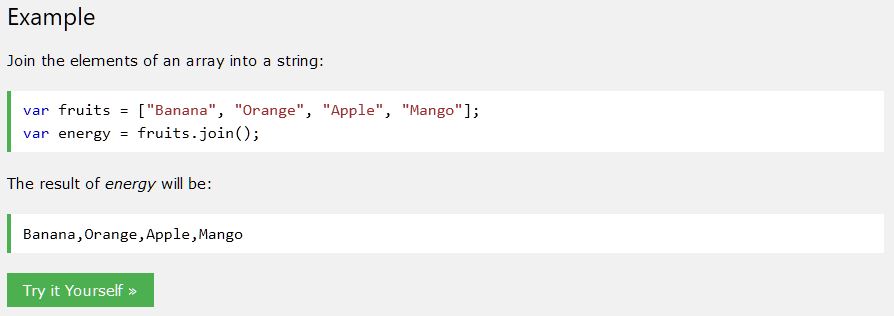 Example
Join the elements of an array into a string:
var fruits = ["Banana", "Orange", "Apple", "Mango"];
var energy = fruits.join();
The result of energy will be:
Banana,Orange,Apple,Mango
Try it Yourself »